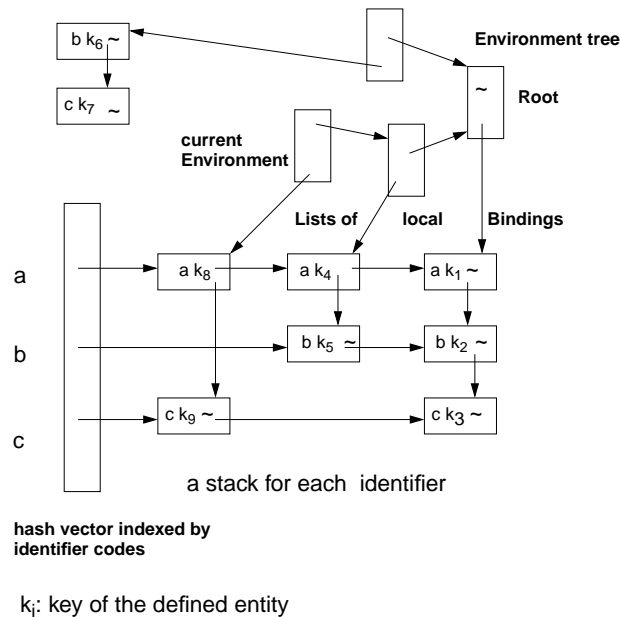 b k6 ~
Environment tree
c k7 ~
~
Root
current
Environment
Lists of local Bindings
a
a k8
a k4
a k1 ~
b
b k5 ~
b k2 ~
c
c k9 ~
c k3 ~
a stack for each identifier
hash vector indexed by
identifier codes
ki: key of the defined entity